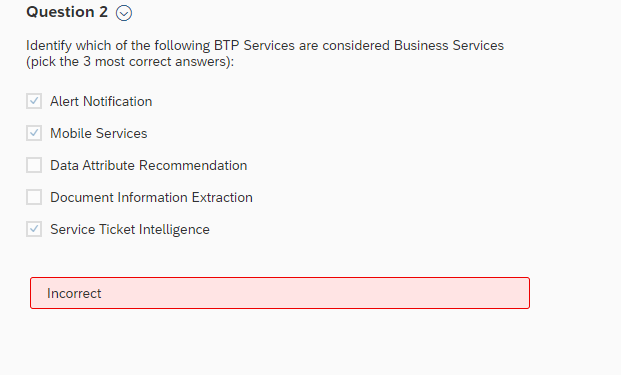 Question 2
Identify which of the following BTP Services are considered Business Services
(pick the 3 most correct answers):
Alert Notification
Mobile Services
Data Attribute Recommendation
Document Information Extraction
Service Ticket Intelligence
Incorrect